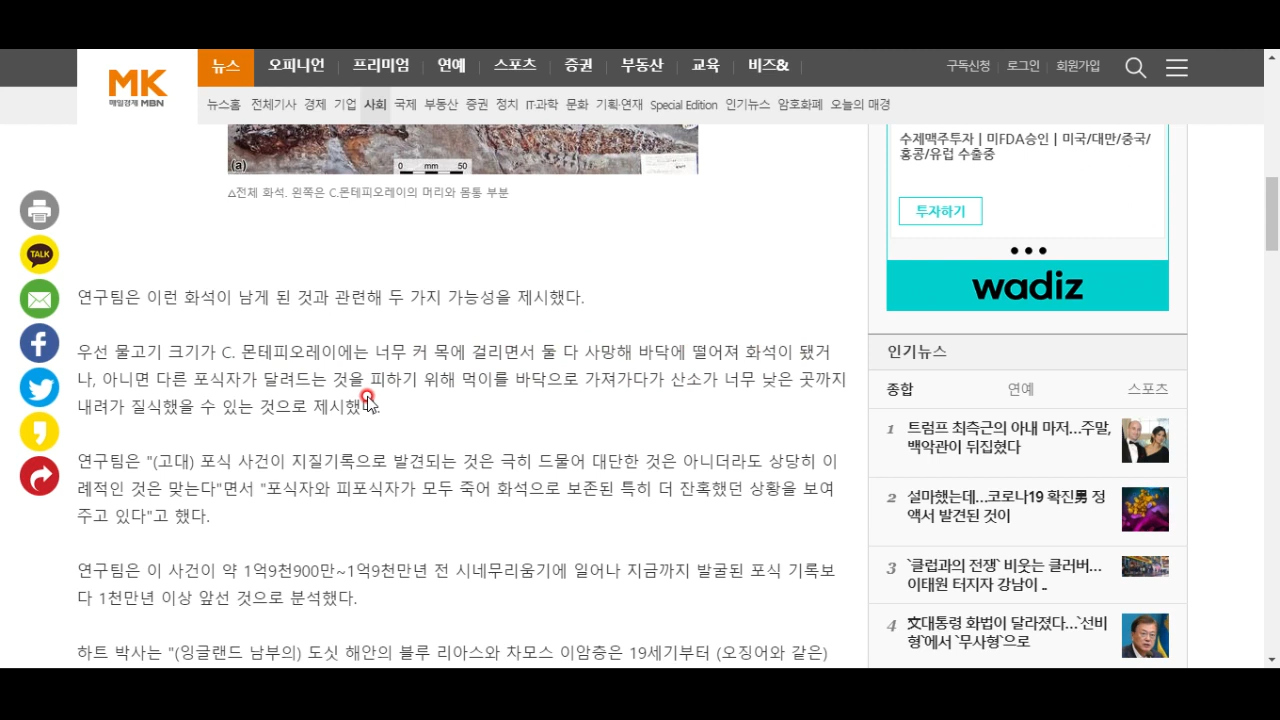 MK
매일경제 MBN
뉴스 오피니언 프리미엄 연예 스포츠 증권 부동산 교육 비즈&
구독신청 로그인 회원가입
뉴스홈 전체기사 경제 기업 사회 국제 부동산 증권 정치 IT·과학 문화 기획·연재 Special Edition 인기뉴스 암호화폐 오늘의 매경
(a)
0 mm 50
△전체 화석. 왼쪽은 C.몬테피오레이의 머리와 몸통 부분
TALK
연구팀은 이런 화석이 남게 된 것과 관련해 두 가지 가능성을 제시했다.
우선 물고기 크기가 C. 몬테피오레이에는 너무 커 목에 걸리면서 둘 다 사망해 바닥에 떨어져 화석이 됐거
나, 아니면 다른 포식자가 달려드는 것을 피하기 위해 먹이를 바닥으로 가져가다가 산소가 너무 낮은 곳까지
내려가 질식했을 수 있는 것으로 제시했다.
연구팀은 "(고대) 포식 사건이 지질기록으로 발견되는 것은 극히 드물어 대단한 것은 아니더라도 상당히 이
례적인 것은 맞는다"면서 "포식자와 피포식자가 모두 죽어 화석으로 보존된 특히 더 잔혹했던 상황을 보여
주고 있다"고 했다.
연구팀은 이 사건이 약 1억9천900만~1억9천만년 전 시네무리움기에 일어나 지금까지 발굴된 포식 기록보
다 1천만년 이상 앞선 것으로 분석했다.
하트 박사는 "(잉글랜드 남부의) 도싯 해안의 블루 리아스와 차모스 이암층은 19세기부터 (오징어와 같은)
수제맥주투자 | 미FDA승인 | 미국/대만/중국/
홍콩/유럽 수출중
투자하기
wadiz
인기뉴스
종합 연예 스포츠
1 트럼프 최측근의 아내 마저…주말,
백악관이 뒤집혔다
2 설마했는데…코로나19 확진男 정
액서 발견된 것이
3 `클럽과의 전쟁` 비웃는 클러버…
이태원 터지자 강남이 ..
4 文대통령 화법이 달라졌다…`선비
형`에서 `무사형`으로